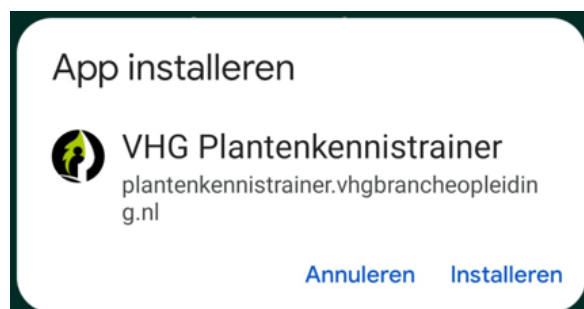 App installeren
VHG Plantenkennistrainer
plantenkennistrainer.vhgbrancheopleidin
g.nl
Annuleren Installeren